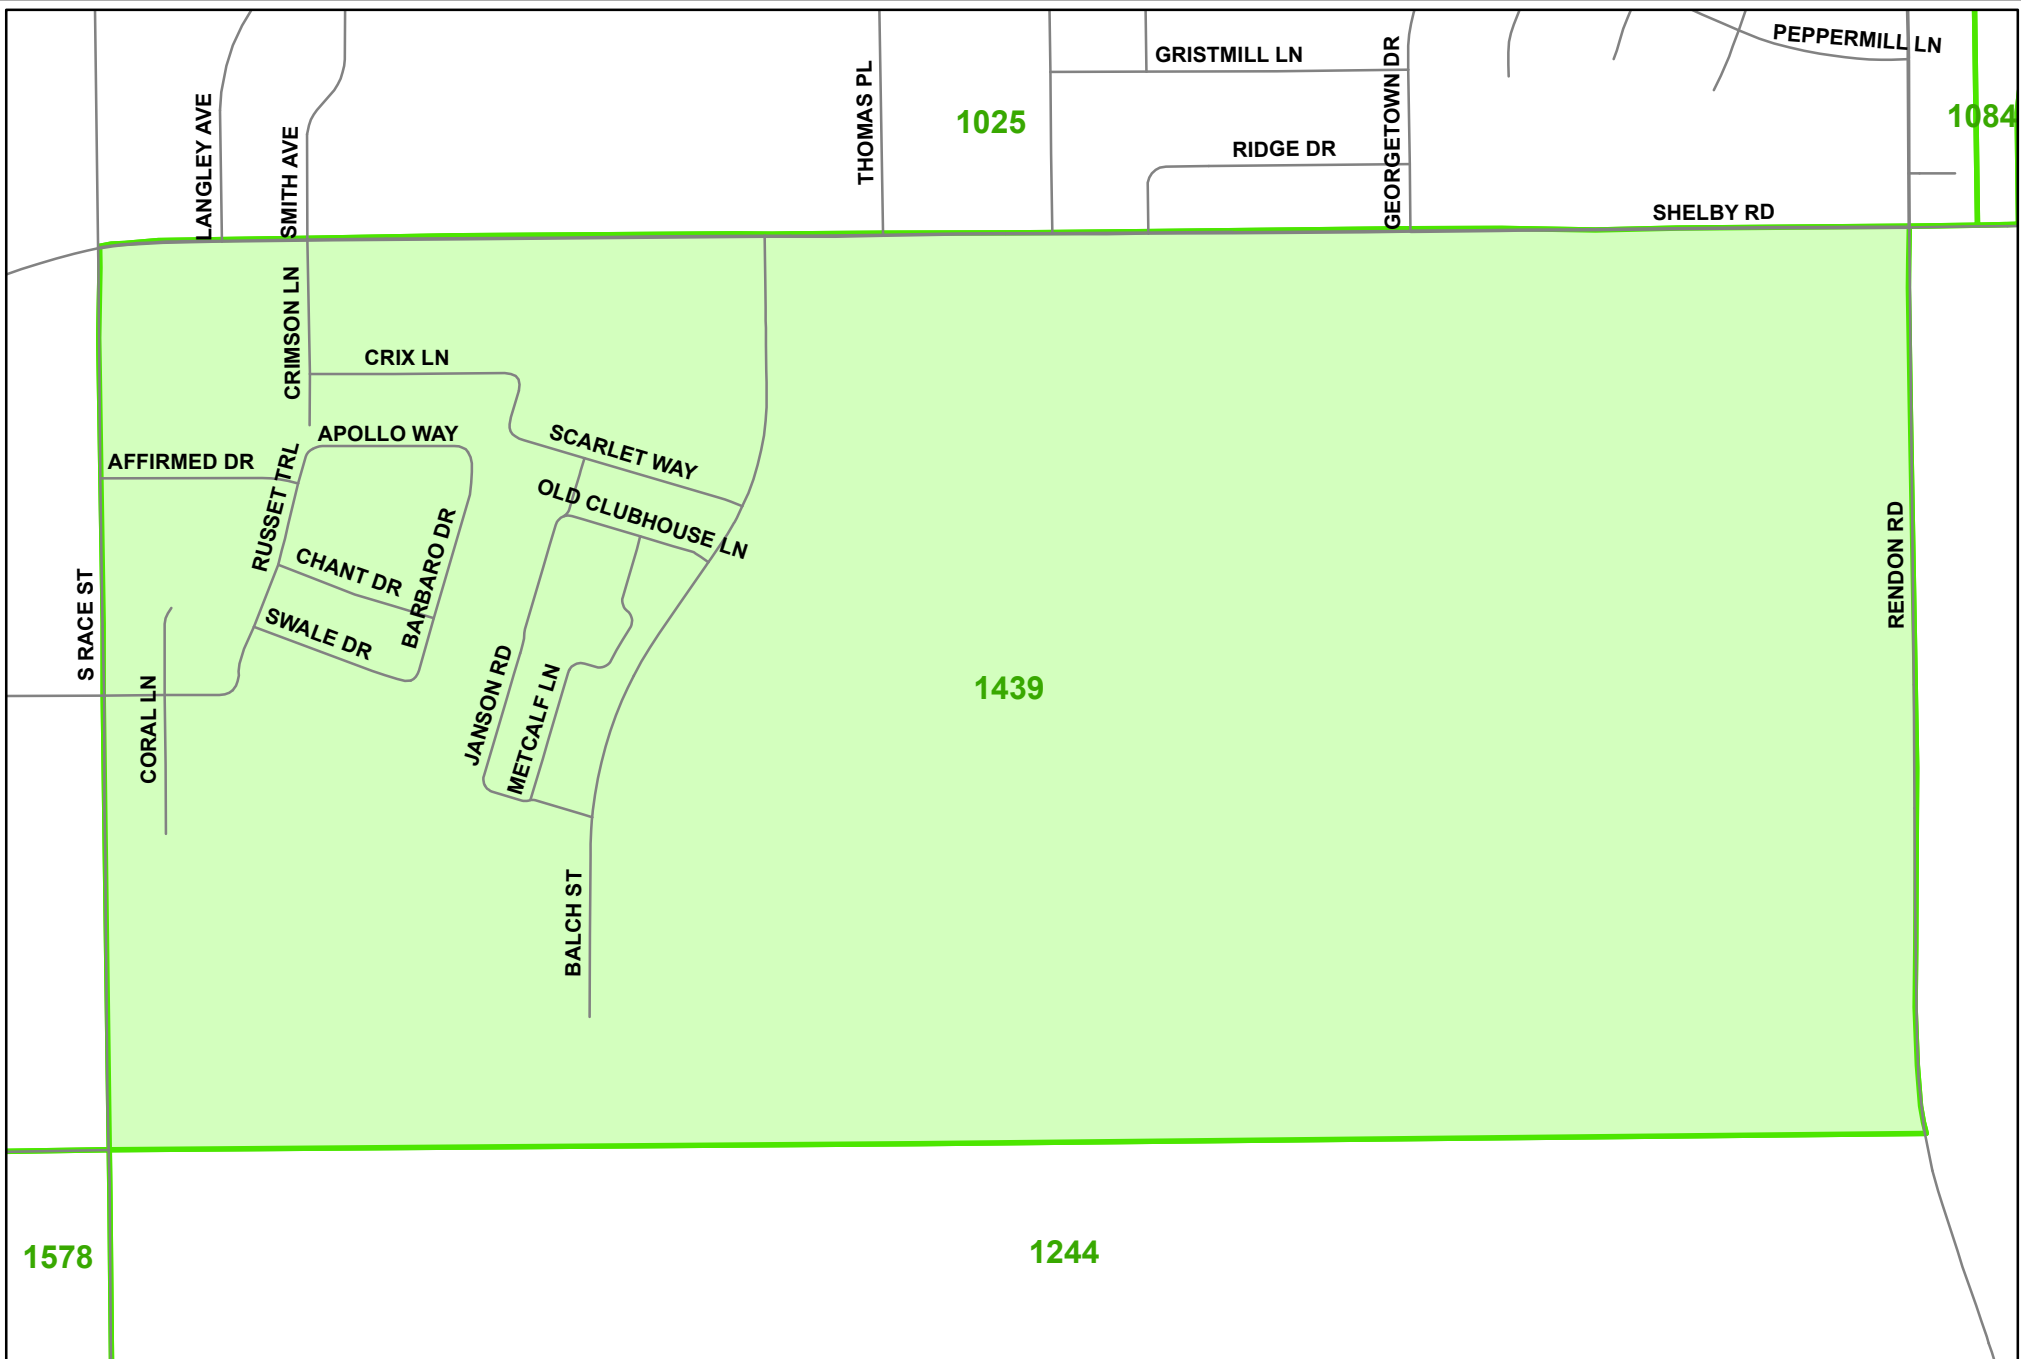 PEPPERMILL LN
GRISTMILL LN
GEORGETOWN DR
THOMAS PL
LANGLEY AVE
SMITH AVE
1025
1084
RIDGE DR
SHELBY RD
CRIMSON LN
CRIX LN
APOLLO WAY
SCARLET WAY
AFFIRMED DR
RUSSET TRL
OLD CLUBHOUSE LN
BARBARO DR
CHANT DR
RENDON RD
S RACE ST
SWALE DR
JANSON RD
METCALF LN
CORAL LN
1439
BALCH ST
1578
1244